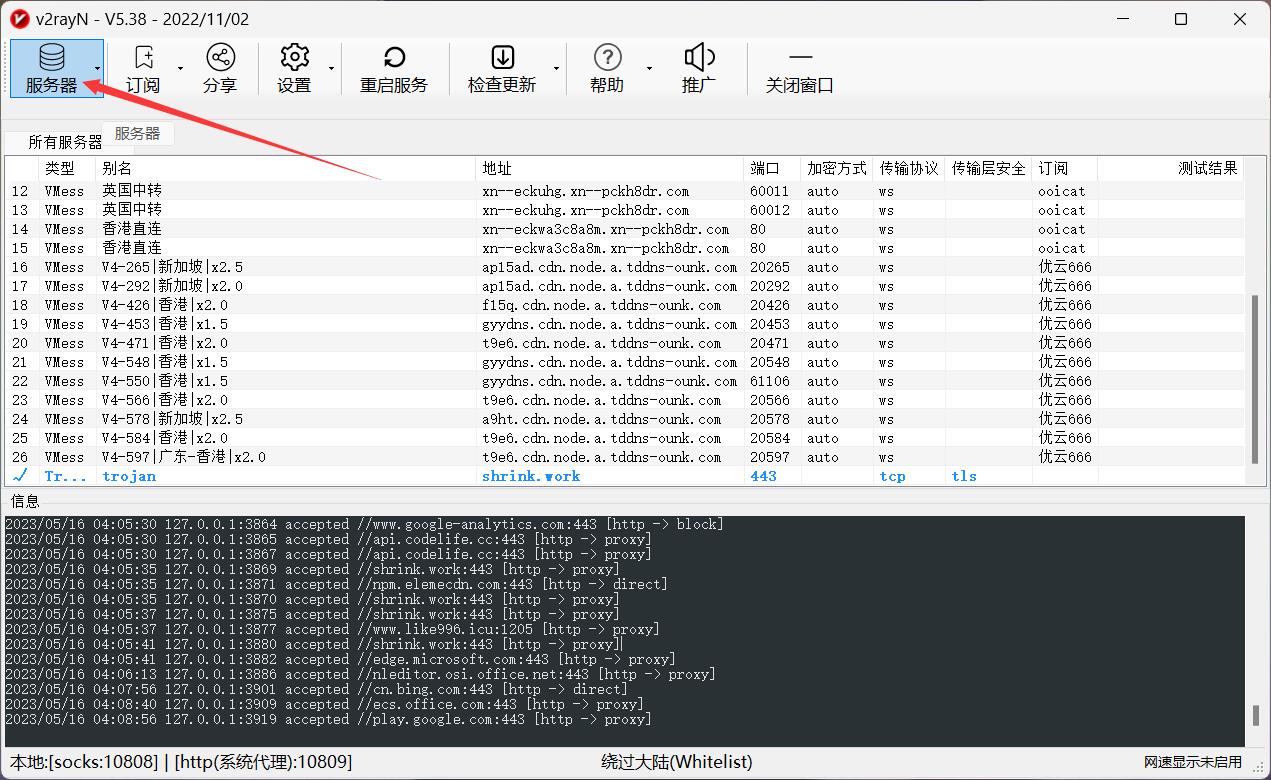 v2rayN - V5.38 - 2022/11/02
服务器 订阅 分享 设置 重启服务 检查更新 帮助 推广 关闭窗口
所有服务器 服务器
类型 别名 地址 端口 加密方式 传输协议 传输层安全 订阅 测试结果
12 VMess 英国中转 xn--eckuhg.xn--pckh8dr.com 60011 auto ws ooicat
13 VMess 英国中转 xn--eckuhg.xn--pckh8dr.com 60012 auto ws ooicat
14 VMess 香港直连 xn--eckwa3c8a8m.xn--pckh8dr.com 80 auto ws ooicat
15 VMess 香港直连 xn--eckwa3c8a8m.xn--pckh8dr.com 80 auto ws ooicat
16 VMess V4-265|新加坡|x2.5 ap15ad.cdn.node.a.tddns-ounk.com 20265 auto ws 优云666
17 VMess V4-292|新加坡|x2.0 ap15ad.cdn.node.a.tddns-ounk.com 20292 auto ws 优云666
18 VMess V4-426|香港|x2.0 f15q.cdn.node.a.tddns-ounk.com 20426 auto ws 优云666
19 VMess V4-453|香港|x1.5 gyydns.cdn.node.a.tddns-ounk.com 20453 auto ws 优云666
20 VMess V4-471|香港|x2.0 t9e6.cdn.node.a.tddns-ounk.com 20471 auto ws 优云666
21 VMess V4-548|香港|x1.5 gyydns.cdn.node.a.tddns-ounk.com 20548 auto ws 优云666
22 VMess V4-550|香港|x1.5 gyydns.cdn.node.a.tddns-ounk.com 61106 auto ws 优云666
23 VMess V4-566|香港|x2.0 t9e6.cdn.node.a.tddns-ounk.com 20566 auto ws 优云666
24 VMess V4-578|新加坡|x2.5 a9ht.cdn.node.a.tddns-ounk.com 20578 auto ws 优云666
25 VMess V4-584|香港|x2.0 t9e6.cdn.node.a.tddns-ounk.com 20584 auto ws 优云666
26 VMess V4-597|广东-香港|x2.0 t9e6.cdn.node.a.tddns-ounk.com 20597 auto ws 优云666
✓ Tr... trojan shrink.work 443 tcp tls
信息
2023/05/16 04:05:30 127.0.0.1:3864 accepted //www.google-analytics.com:443 [http -> block]
2023/05/16 04:05:30 127.0.0.1:3865 accepted //api.codelife.cc:443 [http -> proxy]
2023/05/16 04:05:30 127.0.0.1:3867 accepted //api.codelife.cc:443 [http -> proxy]
2023/05/16 04:05:35 127.0.0.1:3869 accepted //shrink.work:443 [http -> proxy]
2023/05/16 04:05:35 127.0.0.1:3871 accepted //npm.elemecdn.com:443 [http -> direct]
2023/05/16 04:05:35 127.0.0.1:3870 accepted //shrink.work:443 [http -> proxy]
2023/05/16 04:05:37 127.0.0.1:3875 accepted //shrink.work:443 [http -> proxy]
2023/05/16 04:05:37 127.0.0.1:3877 accepted //www.like996.icu:1205 [http -> proxy]
2023/05/16 04:05:41 127.0.0.1:3880 accepted //shrink.work:443 [http -> proxy]
2023/05/16 04:05:41 127.0.0.1:3882 accepted //edge.microsoft.com:443 [http -> proxy]
2023/05/16 04:06:13 127.0.0.1:3886 accepted //nleditor.osi.office.net:443 [http -> proxy]
2023/05/16 04:07:56 127.0.0.1:3901 accepted //cn.bing.com:443 [http -> direct]
2023/05/16 04:08:40 127.0.0.1:3909 accepted //ecs.office.com:443 [http -> proxy]
2023/05/16 04:08:56 127.0.0.1:3919 accepted //play.google.com:443 [http -> proxy]
本地:[socks:10808] | [http(系统代理):10809] 绕过大陆(Whitelist) 网速显示未启用